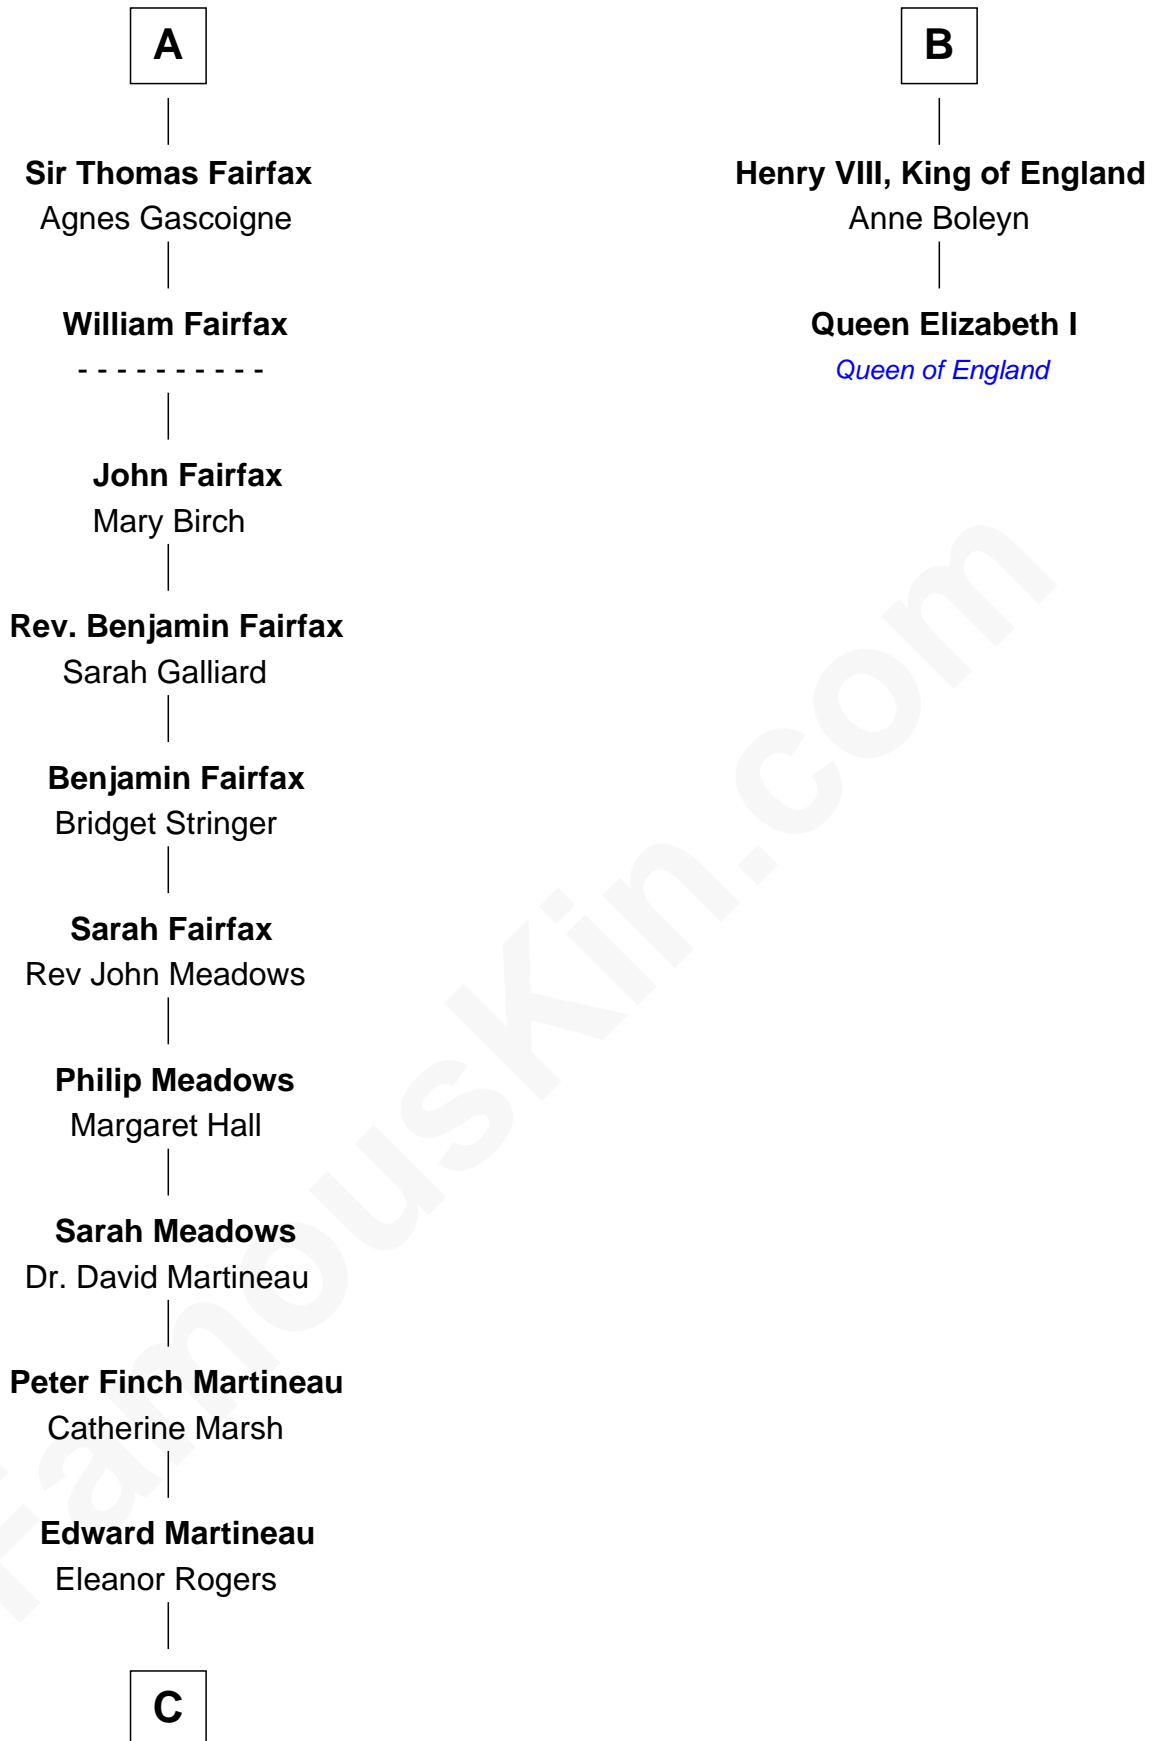 A
Sir Thomas Fairfax
Agnes Gascoigne
William Fairfax
- - - - - - - - - -
John Fairfax
Mary Birch
Rev. Benjamin Fairfax
Sarah Galliard
Benjamin Fairfax
Bridget Stringer
Sarah Fairfax
Rev John Meadows
Philip Meadows
Margaret Hall
Sarah Meadows
Dr. David Martineau
Peter Finch Martineau
Catherine Marsh
Edward Martineau
Eleanor Rogers
C
B
Henry VIII, King of England
Anne Boleyn
Queen Elizabeth I
Queen of England
FamousKin.com